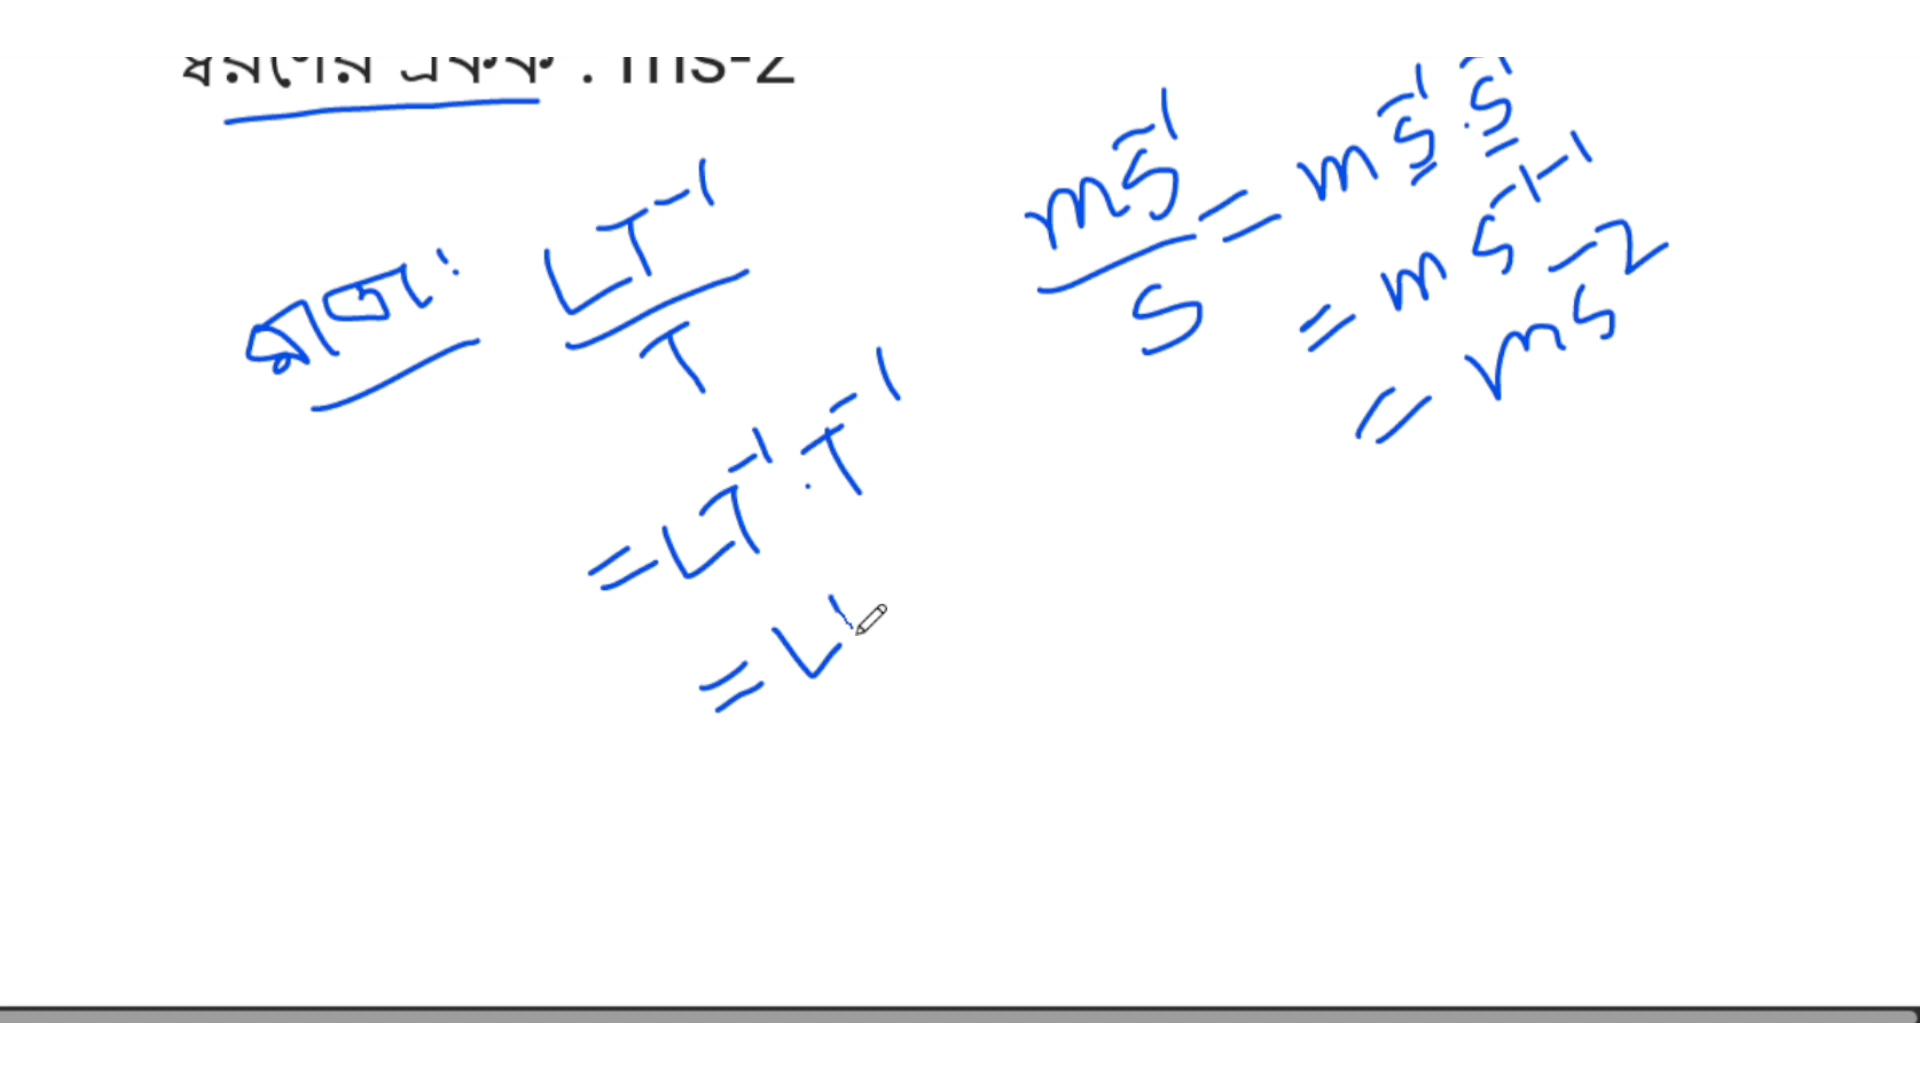 ত্বরণের একক : ms-2
মাত্রা: LT⁻¹ / T
= LT⁻¹ . T⁻¹
= L
ms⁻¹ / s = ms⁻¹ . s⁻¹
= ms⁻¹⁻¹
= ms⁻²